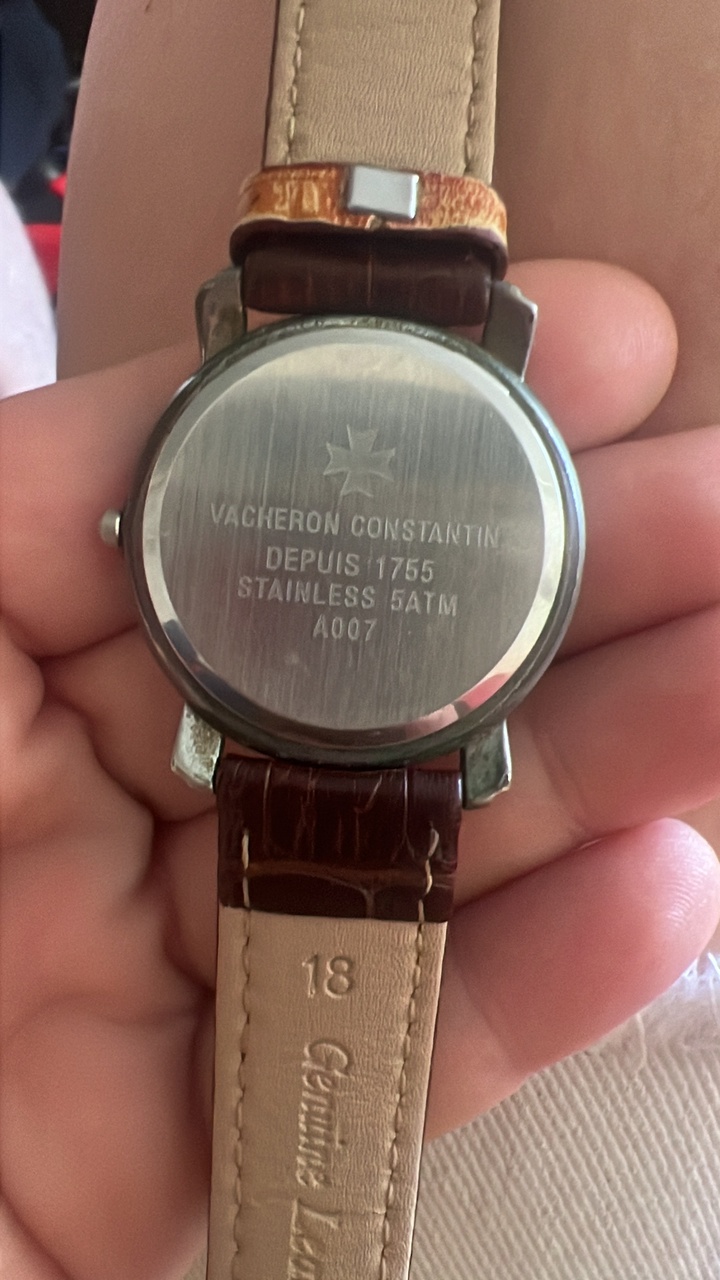 VACHERON CONSTANTIN
DEPUIS 1755
STAINLESS 5ATM
A007
18
Genuine